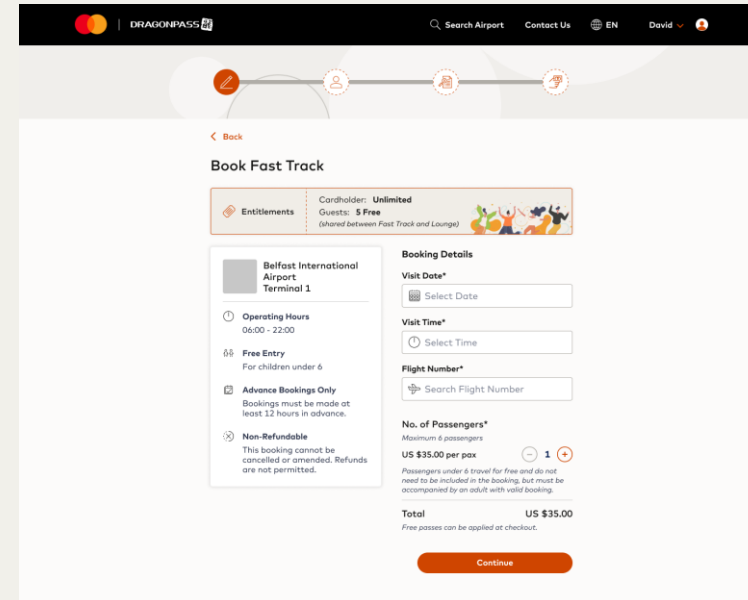 DRAGONPASS
Search Airport
Contact Us
EN
David
Back
Book Fast Track
Entitlements
Cardholder: Unlimited
Guests: 5 Free
(shared between Fast Track and Lounge)
Belfast International
Airport
Terminal 1
Operating Hours
06:00 - 22:00
Free Entry
For children under 6
Advance Bookings Only
Bookings must be made at
least 12 hours in advance.
Non-Refundable
This booking cannot be
cancelled or amended. Refunds
are not permitted.
Booking Details
Visit Date*
Select Date
Visit Time*
Select Time
Flight Number*
Search Flight Number
No. of Passengers*
Maximum 6 passengers
US $35.00 per pax
1
Passengers under 6 travel for free and do not
need to be included in the booking, but must be
accompanied by an adult with valid booking.
Total US $35.00
Free passes can be applied at checkout.
Continue